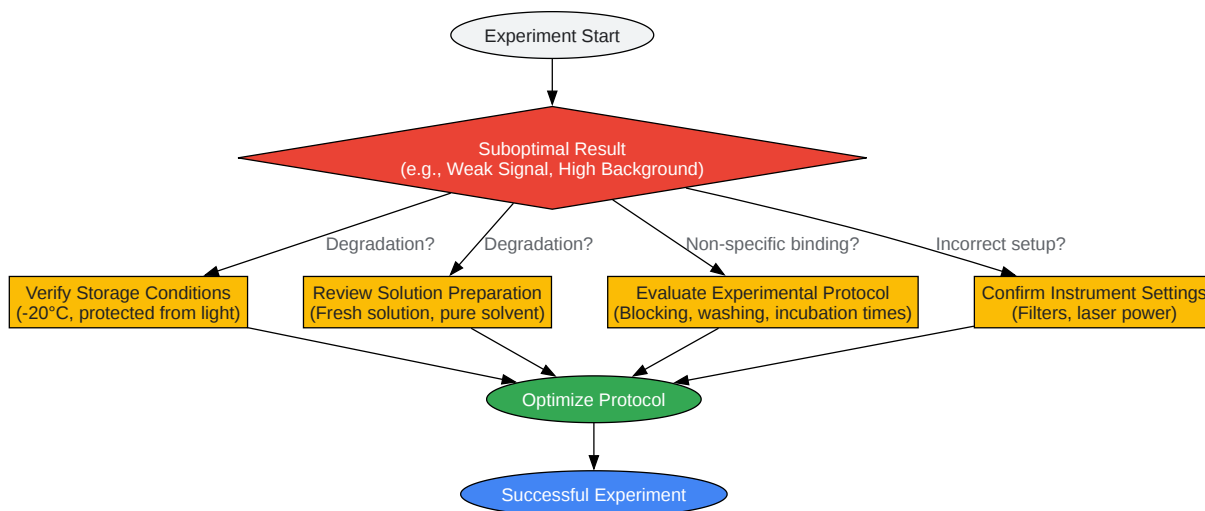 Experiment Start
Suboptimal Result
(e.g., Weak Signal, High Background)
Degradation?
Degradation?
Non-specific binding?
Incorrect setup?
Verify Storage Conditions
(-20°C, protected from light)
Review Solution Preparation
(Fresh solution, pure solvent)
Evaluate Experimental Protocol
(Blocking, washing, incubation times)
Confirm Instrument Settings
(Filters, laser power)
Optimize Protocol
Successful Experiment